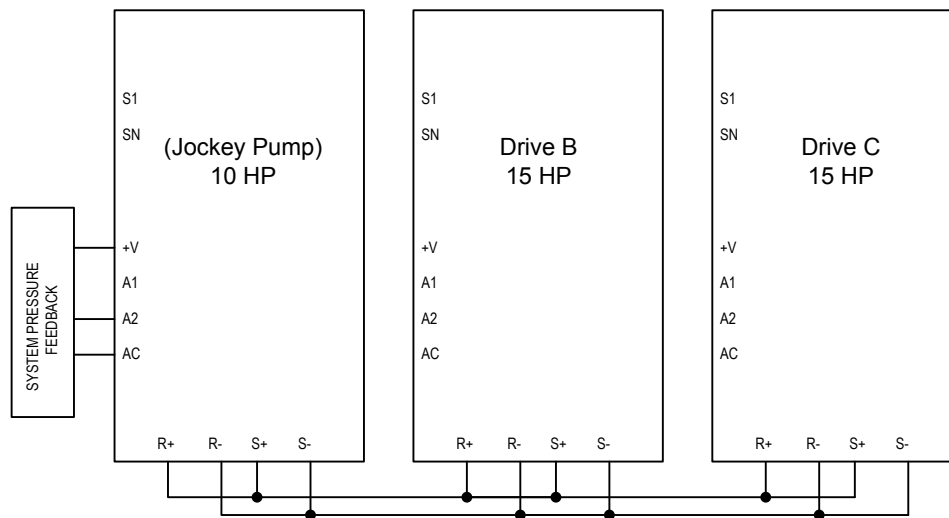 S1
SN
(Jockey Pump)
10 HP
+V
A1
A2
AC
R+ R- S+ S-
SYSTEM PRESSURE
FEEDBACK
S1
SN
Drive B
15 HP
+V
A1
A2
AC
R+ R- S+ S-
S1
SN
Drive C
15 HP
+V
A1
A2
AC
R+ R- S+ S-